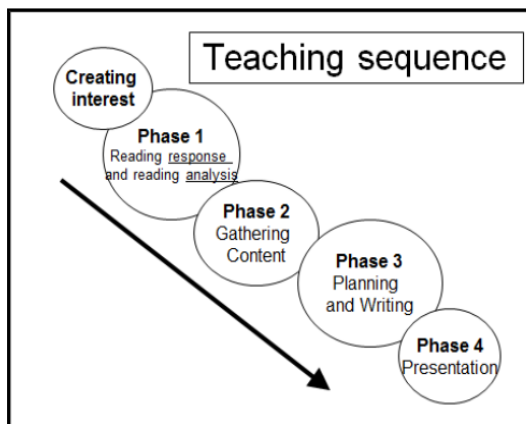 Teaching sequence
Creating
interest
Phase 1
Reading response
and reading analysis
Phase 2
Gathering
Content
Phase 3
Planning
and Writing
Phase 4
Presentation